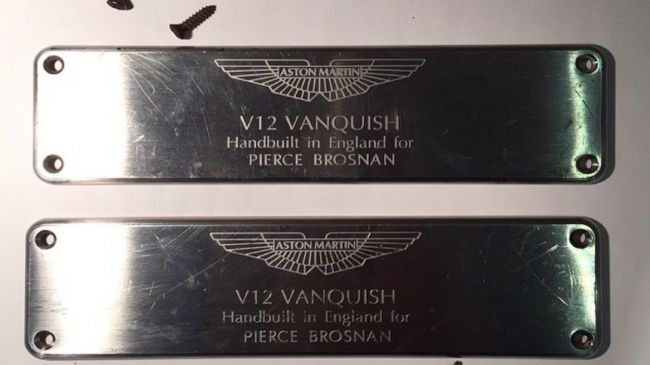 ASTON MARTIN
V12 VANQUISH
Handbuilt in England for
PIERCE BROSNAN
ASTON MARTIN
V12 VANQUISH
Handbuilt in England for
PIERCE BROSNAN